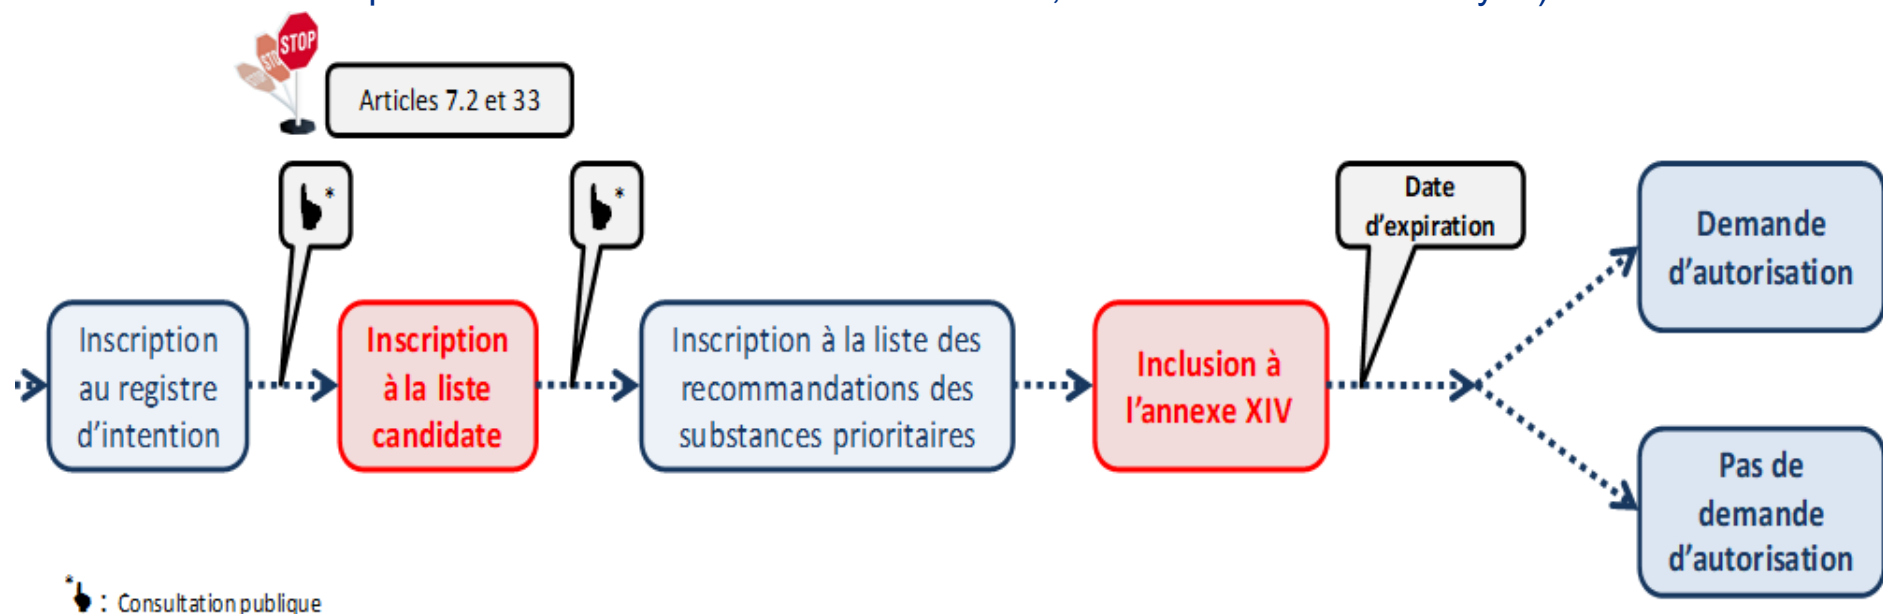 STOP
STOP
Articles 7.2 et 33
*
*
Date
d’expiration
Inscription
au registre
d’intention
Inscription
à la liste
candidate
Inscription à la liste des
recommandations des
substances prioritaires
Inclusion à
l’annexe XIV
Demande
d’autorisation
Pas de
demande
d’autorisation
* : Consultation publique